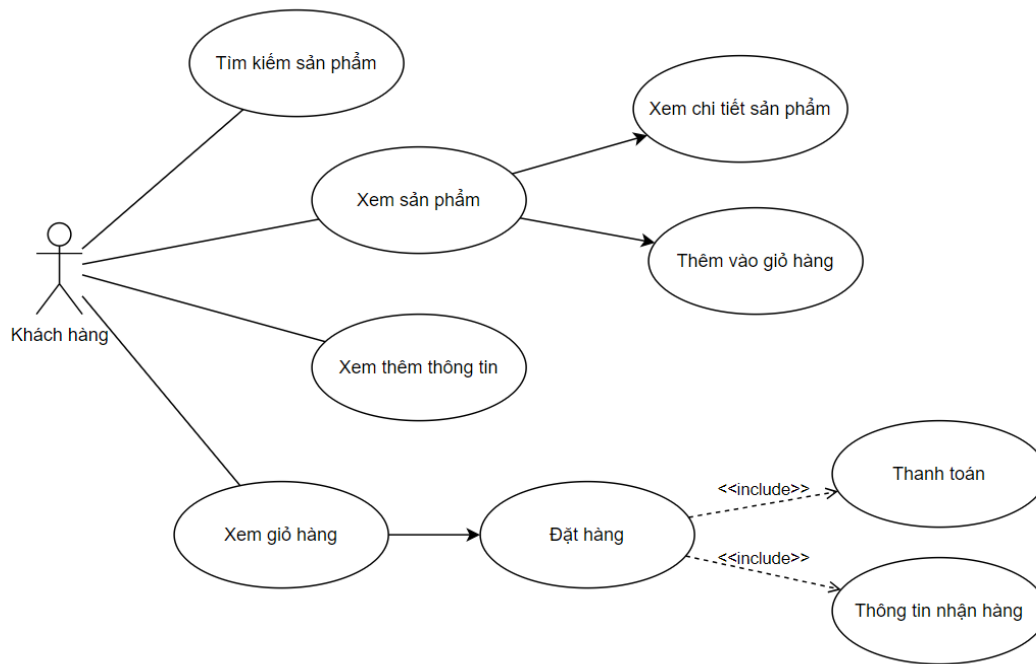 Tìm kiếm sản phẩm
Xem chi tiết sản phẩm
Xem sản phẩm
Thêm vào giỏ hàng
Khách hàng
Xem thêm thông tin
Thanh toán
<<include>>
Xem giỏ hàng
Đặt hàng
<<include>>
Thông tin nhận hàng